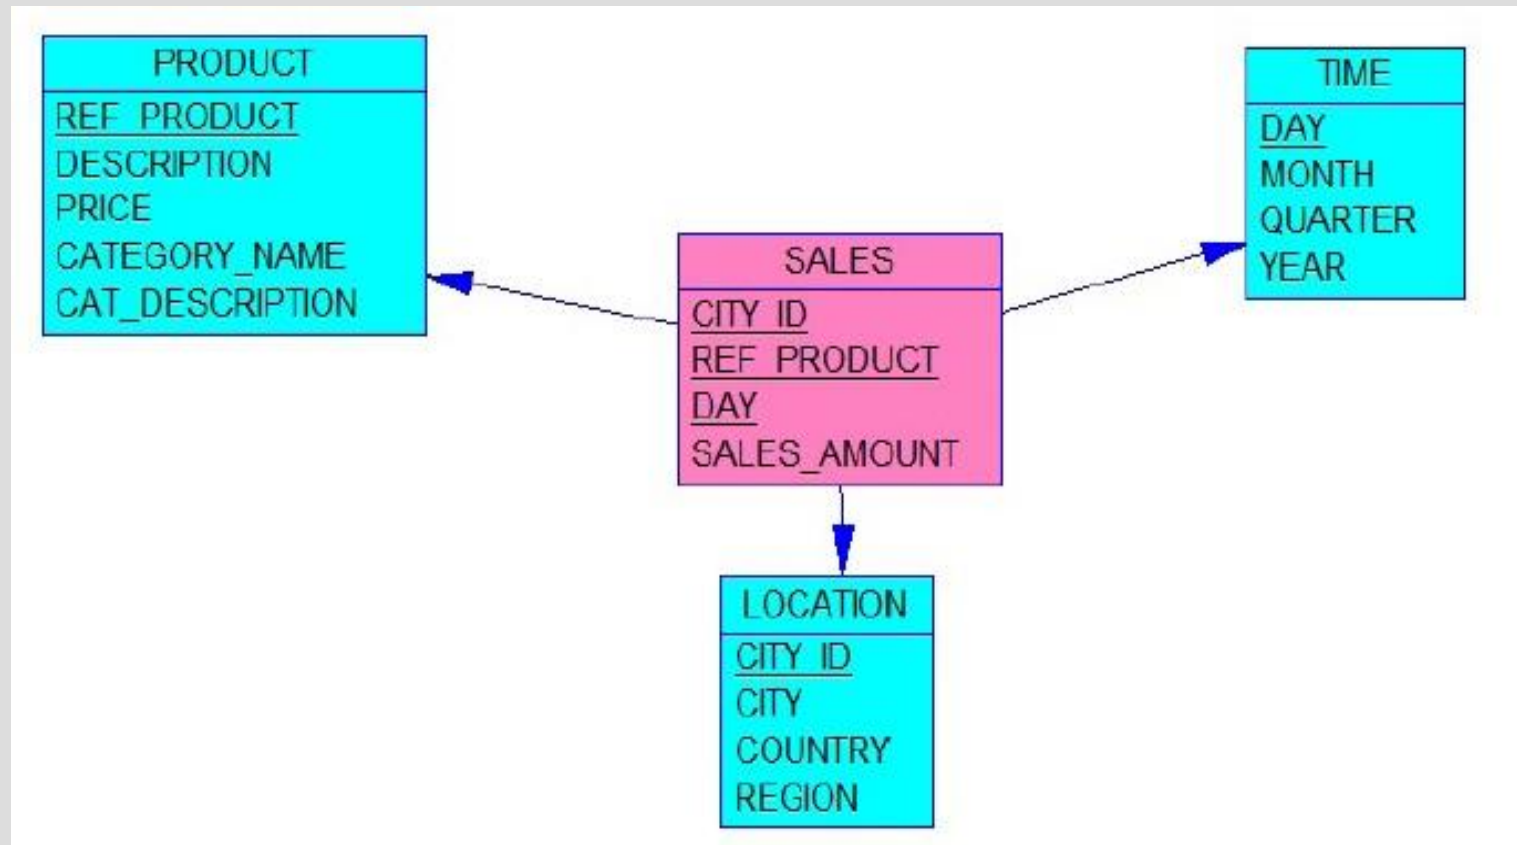 PRODUCT
REF_PRODUCT
DESCRIPTION
PRICE
CATEGORY_NAME
CAT_DESCRIPTION
TIME
DAY
MONTH
QUARTER
YEAR
SALES
CITY_ID
REF_PRODUCT
DAY
SALES_AMOUNT
LOCATION
CITY_ID
CITY
COUNTRY
REGION